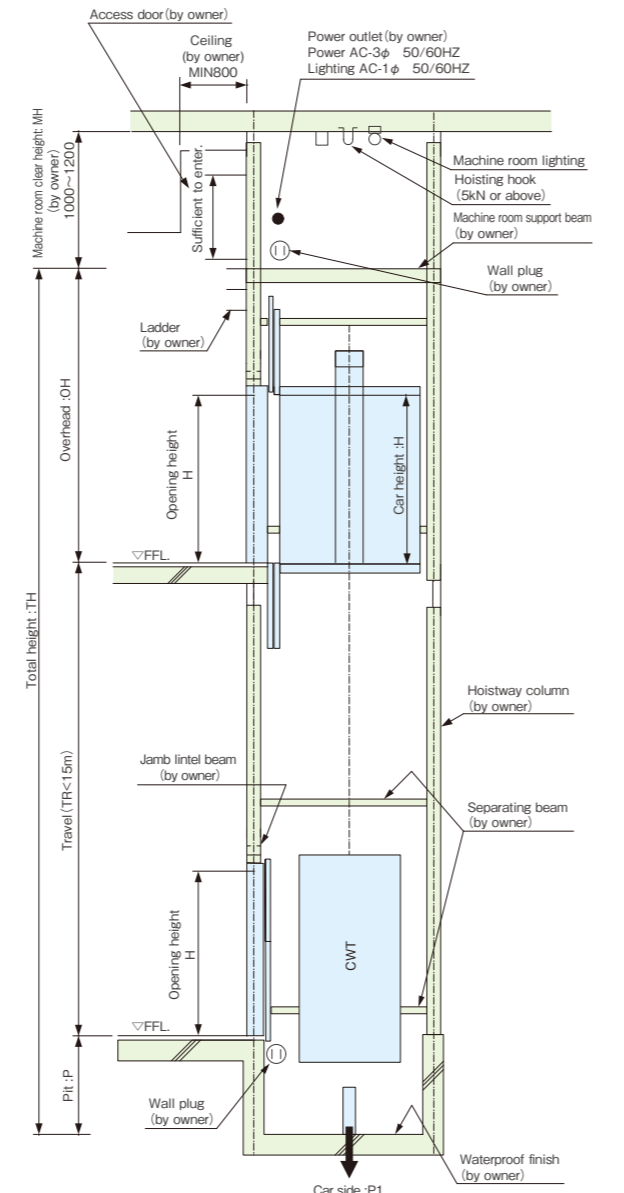 Access door(by owner)
Ceiling
(by owner)
MIN800
Power outlet(by owner)
Power AC-3φ 50/60HZ
Lighting AC-1φ 50/60HZ
Machine room clear height: MH
(by owner)
1000～1200
Sufficient to enter.
Machine room lighting
Hoisting hook
(5kN or above)
Machine room support beam
(by owner)
Wall plug
(by owner)
Ladder
(by owner)
Overhead :OH
Opening height
H
Car height :H
▽FFL.
Total height :TH
Hoistway column
(by owner)
Jamb lintel beam
(by owner)
Travel(TR<15m)
Separating beam
(by owner)
Opening height
H
CWT
▽FFL.
Pit :P
Wall plug
(by owner)
Waterproof finish
(by owner)
Car side :P1